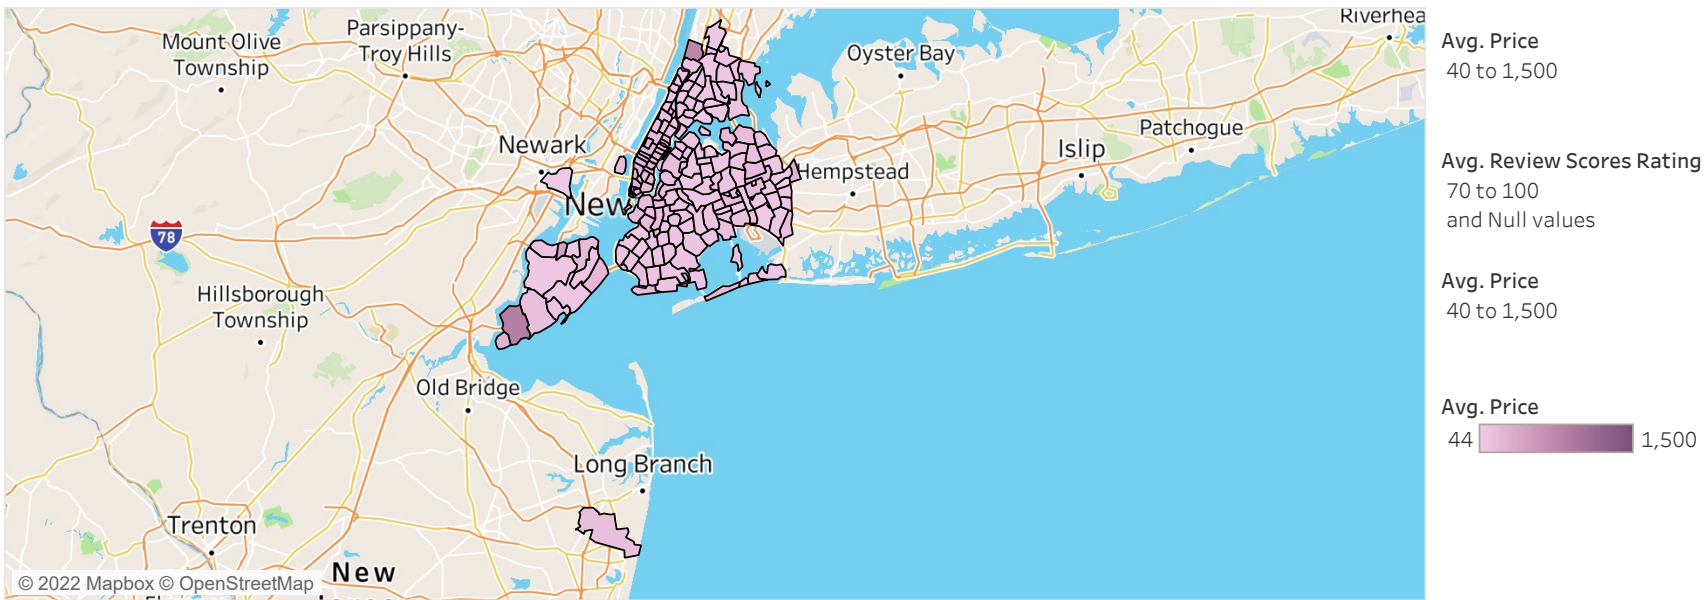 Riverhea
Mount Olive
Township
Parsippany-
Troy Hills
Oyster Bay
Patchogue
Newark
Islip
Hempstead
New
78
Hillsborough
Township
Old Bridge
Long Branch
Trenton
New
© 2022 Mapbox © OpenStreetMap
Avg. Price
40 to 1,500
Avg. Review Scores Rating
70 to 100
and Null values
Avg. Price
40 to 1,500
Avg. Price
44 1,500